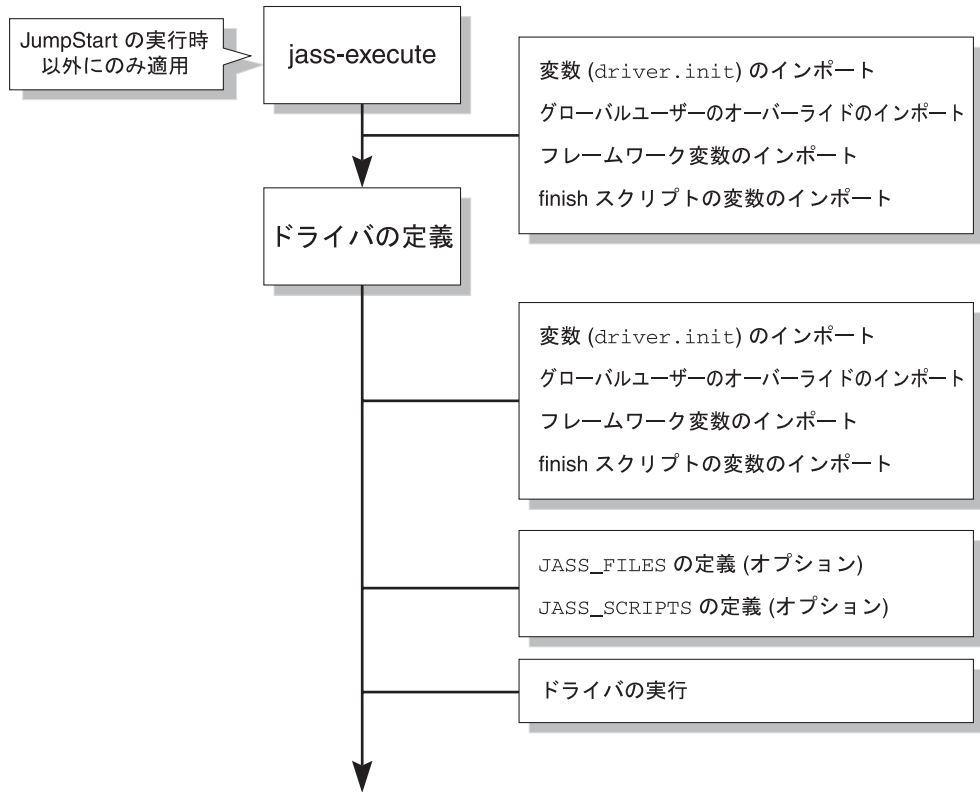 JumpStart の実行時
以外にのみ適用
jass-execute
変数 (driver.init) のインポート
グローバルユーザーのオーバーライドのインポート
フレームワーク変数のインポート
finish スクリプトの変数のインポート
ドライバの定義
変数 (driver.init) のインポート
グローバルユーザーのオーバーライドのインポート
フレームワーク変数のインポート
finish スクリプトの変数のインポート
JASS_FILES の定義 (オプション)
JASS_SCRIPTS の定義 (オプション)
ドライバの実行